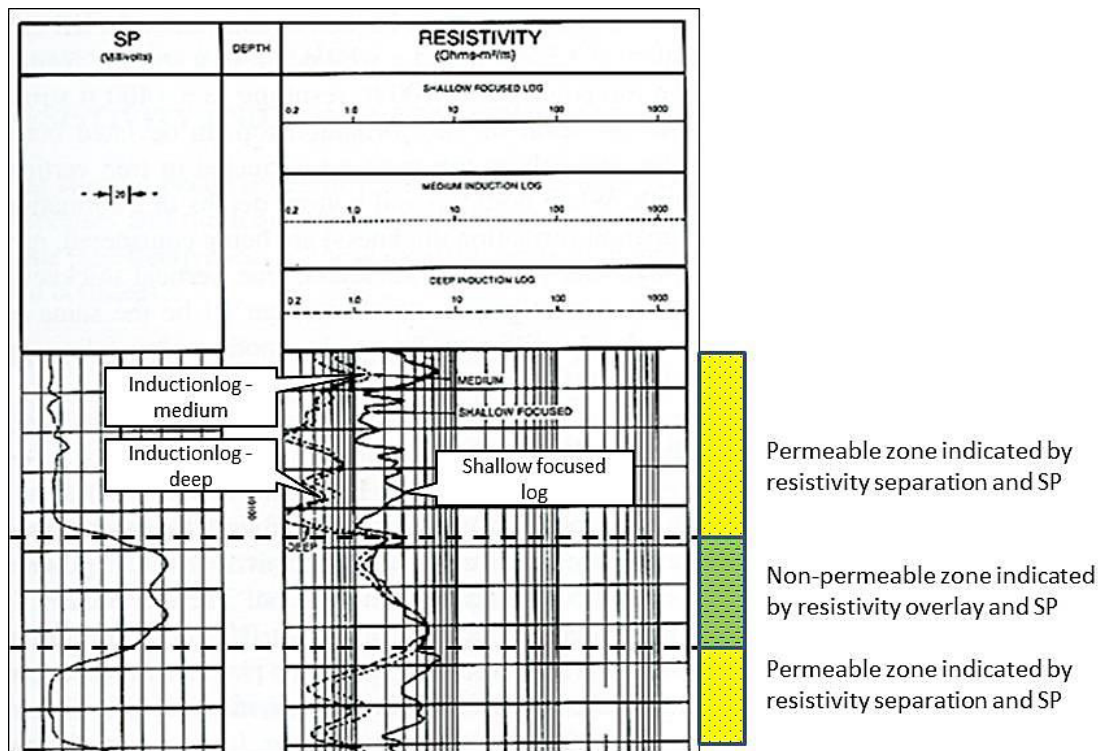 SP
(Millivolts)
DEPTH
RESISTIVITY
(Ohms-m²/m)
SHALLOW FOCUSED LOG
0.2 1.0 10 100 1000
20
MEDIUM INDUCTION LOG
0.2 1.0 10 100 1000
DEEP INDUCTION LOG
0.2 1.0 10 100 1000
Inductionlog -
medium
MEDIUM
SHALLOW FOCUSED
Inductionlog -
deep
Shallow focused
log
DEEP
Permeable zone indicated by
resistivity separation and SP
Non-permeable zone indicated
by resistivity overlay and SP
Permeable zone indicated by
resistivity separation and SP